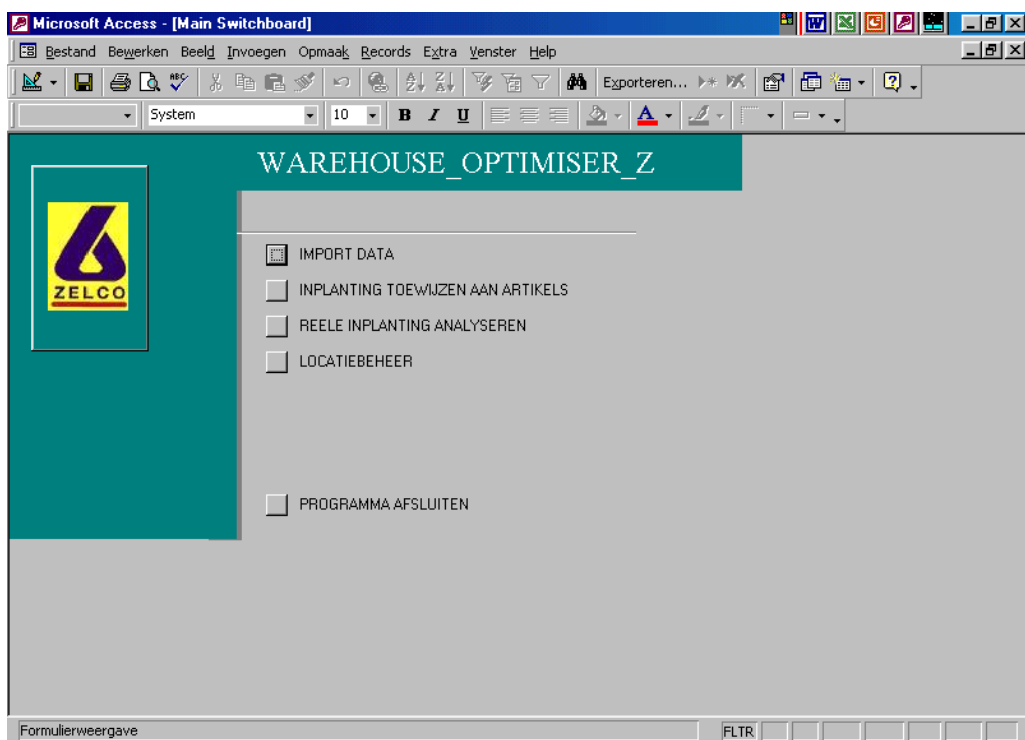 Microsoft Access - [Main Switchboard]
Bestand Bewerken Beeld Invoegen Opmaak Records Extra Venster Help
Exporteren...
System 10 B I U A
WAREHOUSE_OPTIMISER_Z
ZELCO
IMPORT DATA
INPLANTING TOEWIJZEN AAN ARTIKELS
REELE INPLANTING ANALYSEREN
LOCATIEBEHEER
PROGRAMMA AFSLUITEN
Formulierweergave FLTR